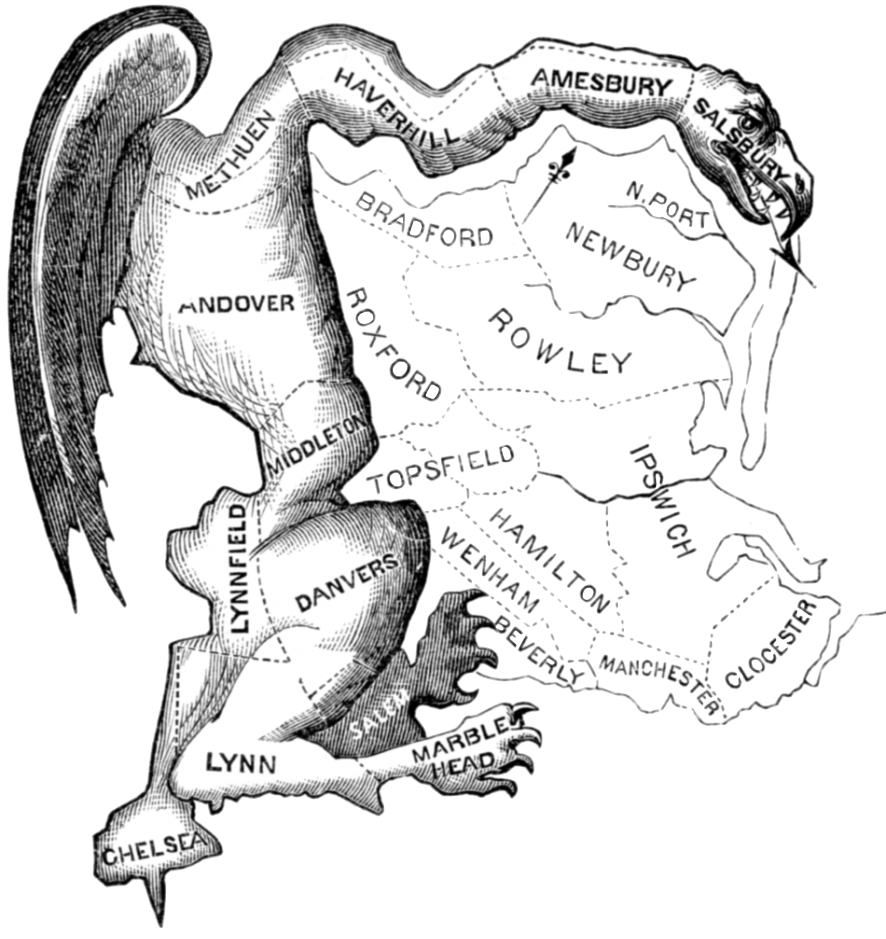 HAVERHILL
AMESBURY
SALSBURY
METHUEN
BRADFORD
N.PORT
NEWBURY
ANDOVER
ROXFORD
ROWLEY
MIDDLETON
TOPSFIELD
IPSWICH
LYNNFIELD
DANVERS
HAMILTON
WENHAM
BEVERLY
MANCHESTER
CLOCESTER
SALEM
LYNN
MARBLE
HEAD
CHELSEA